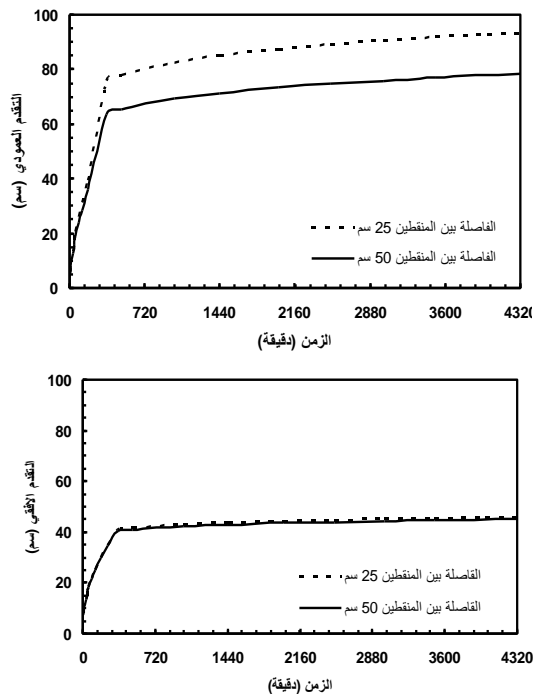 التقدم العمودي (سم)
100
80
60
40
20
0
الفاصلة بين المنقطين 25 سم
الفاصلة بين المنقطين 50 سم
0 720 1440 2160 2880 3600 4320
الزمن (دقيقة)
التقدم الافقي (سم)
100
80
60
40
20
0
الفاصلة بين المنقطين 25 سم
الفاصلة بين المنقطين 50 سم
0 720 1440 2160 2880 3600 4320
الزمن (دقيقة)